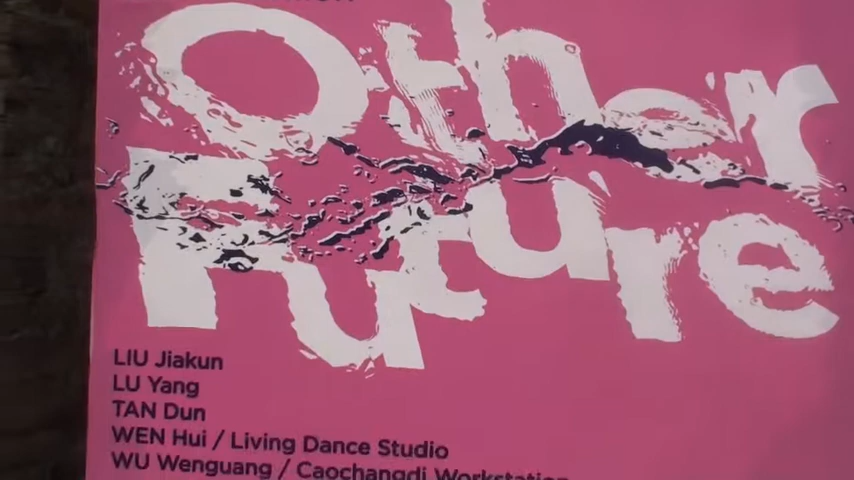 Other
Future
LIU Jiakun
LU Yang
TAN Dun
WEN Hui / Living Dance Studio
WU Wenguang / Caochangdi Workstation